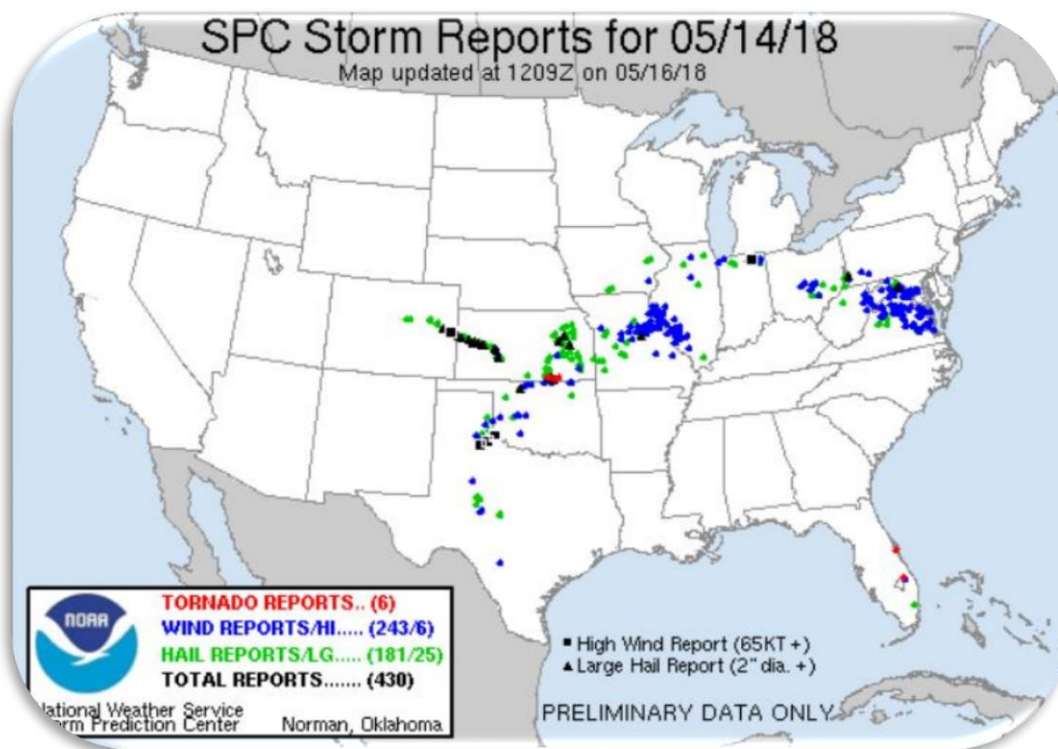 SPC Storm Reports for 05/14/18
Map updated at 1209Z on 05/16/18
NOAA
TORNADO REPORTS.. (6)
WIND REPORTS/HI..... (243/6)
HAIL REPORTS/LG..... (181/25)
TOTAL REPORTS....... (430)
National Weather Service
Storm Prediction Center Norman, Oklahoma
High Wind Report (65KT +)
Large Hail Report (2" dia. +)
PRELIMINARY DATA ONLY